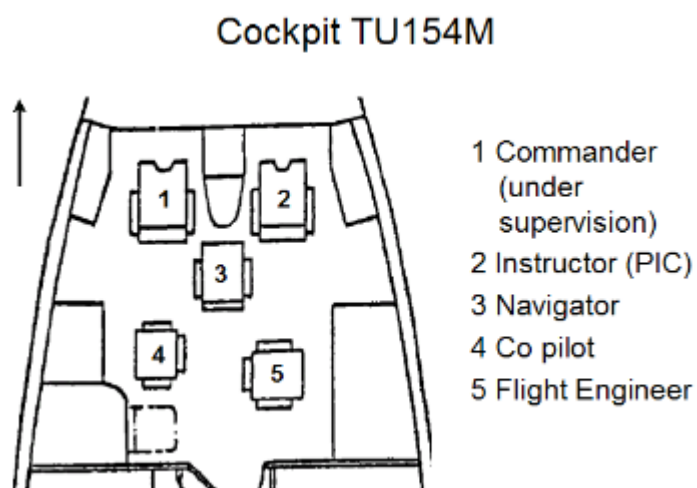 Cockpit TU154M
1
2
3
4
5
1 Commander
(under
supervision)
2 Instructor (PIC)
3 Navigator
4 Co pilot
5 Flight Engineer